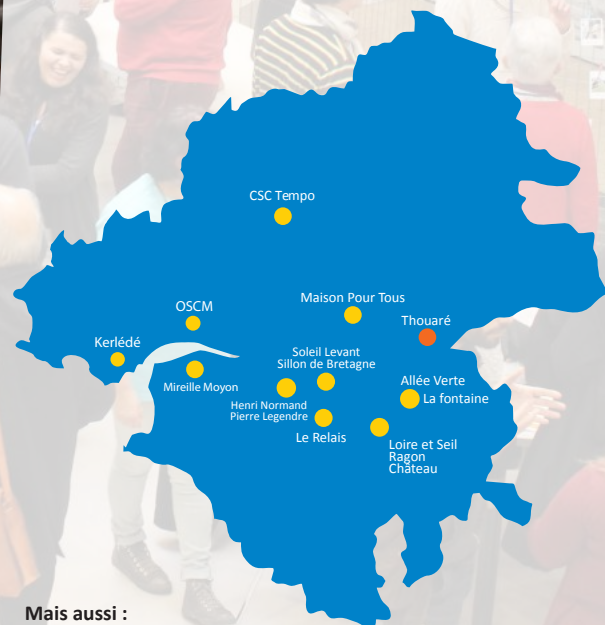 CSC Tempo
Maison Pour Tous
OSCM
Thouaré
Kerlédé
Soleil Levant
Sillon de Bretagne
Mireille Moyon
Allée Verte
La fontaine
Henri Normand
Pierre Legendre
Le Relais
Loire et Seil
Ragon
Château
Mais aussi :